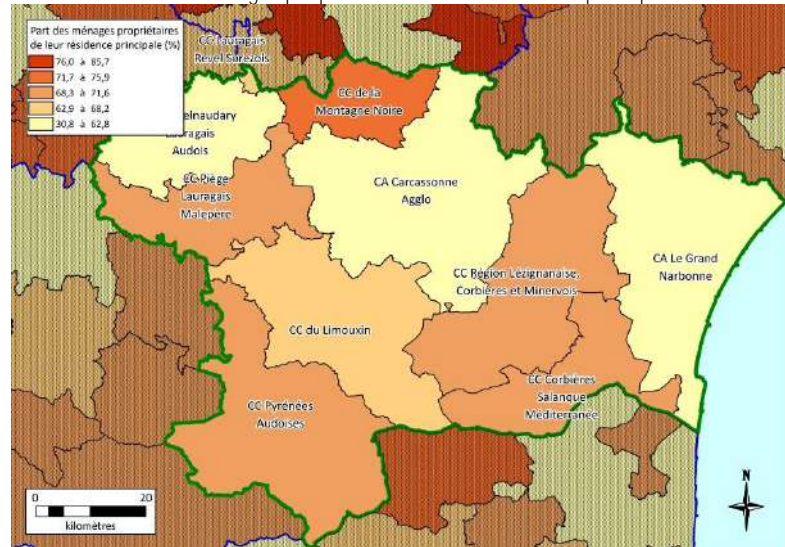 Part des ménages propriétaires
de leur résidence principale (%)
76,0 à 85,7
71,7 à 75,9
68,3 à 71,6
62,9 à 68,2
30,8 à 62,8
CC Lauragais
Revel Sorezois
CC de la
Montagne Noire
elnaudary
Lauragais
Audois
CC Piège
Lauragais
Malepère
CA Carcassonne
Agglo
CA Le Grand
Narbonne
CC Région Lézignanaise,
Corbières et Minervois
CC du Limouxin
CC Corbières
Salanque
Méditerranée
CC Pyrénées
Audoises
0 20
kilomètres
N